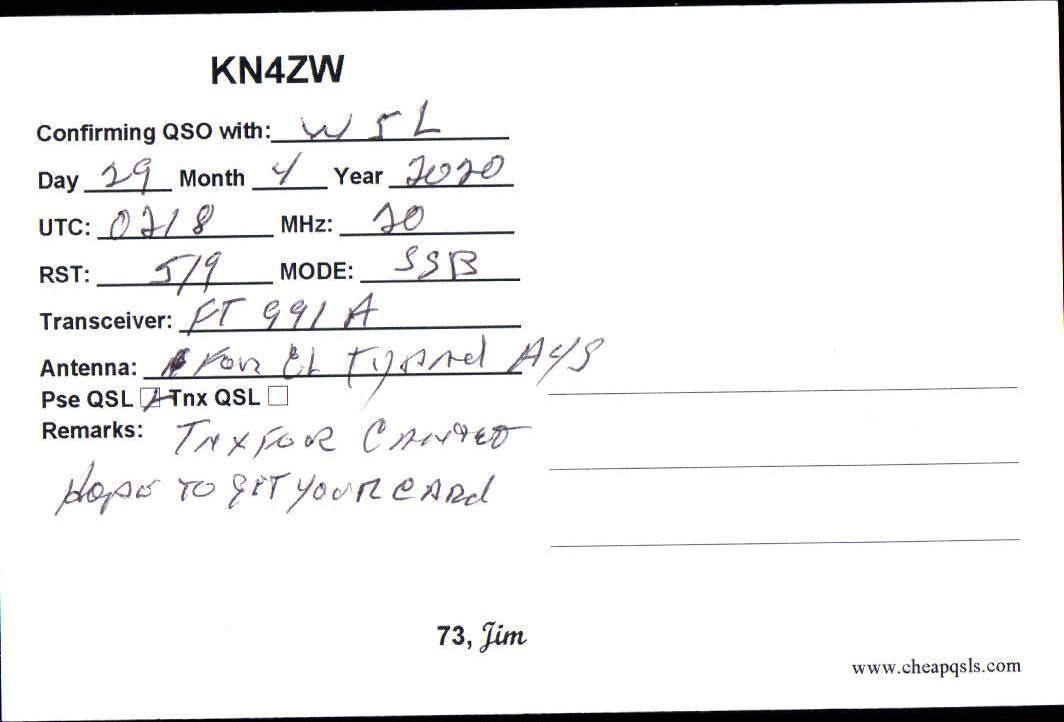 KN4ZW
Confirming QSO with: W5L
Day 29 Month 4 Year 2020
UTC: 0218 MHz: 20
RST: 5/9 MODE: SSB
Transceiver: FT 991 A
Antenna: For EL
Pse QSL Tnx QSL
Remarks: TNX FOR
Hope TO GET YOUR CARd
73, Jim
www.cheapqsls.com